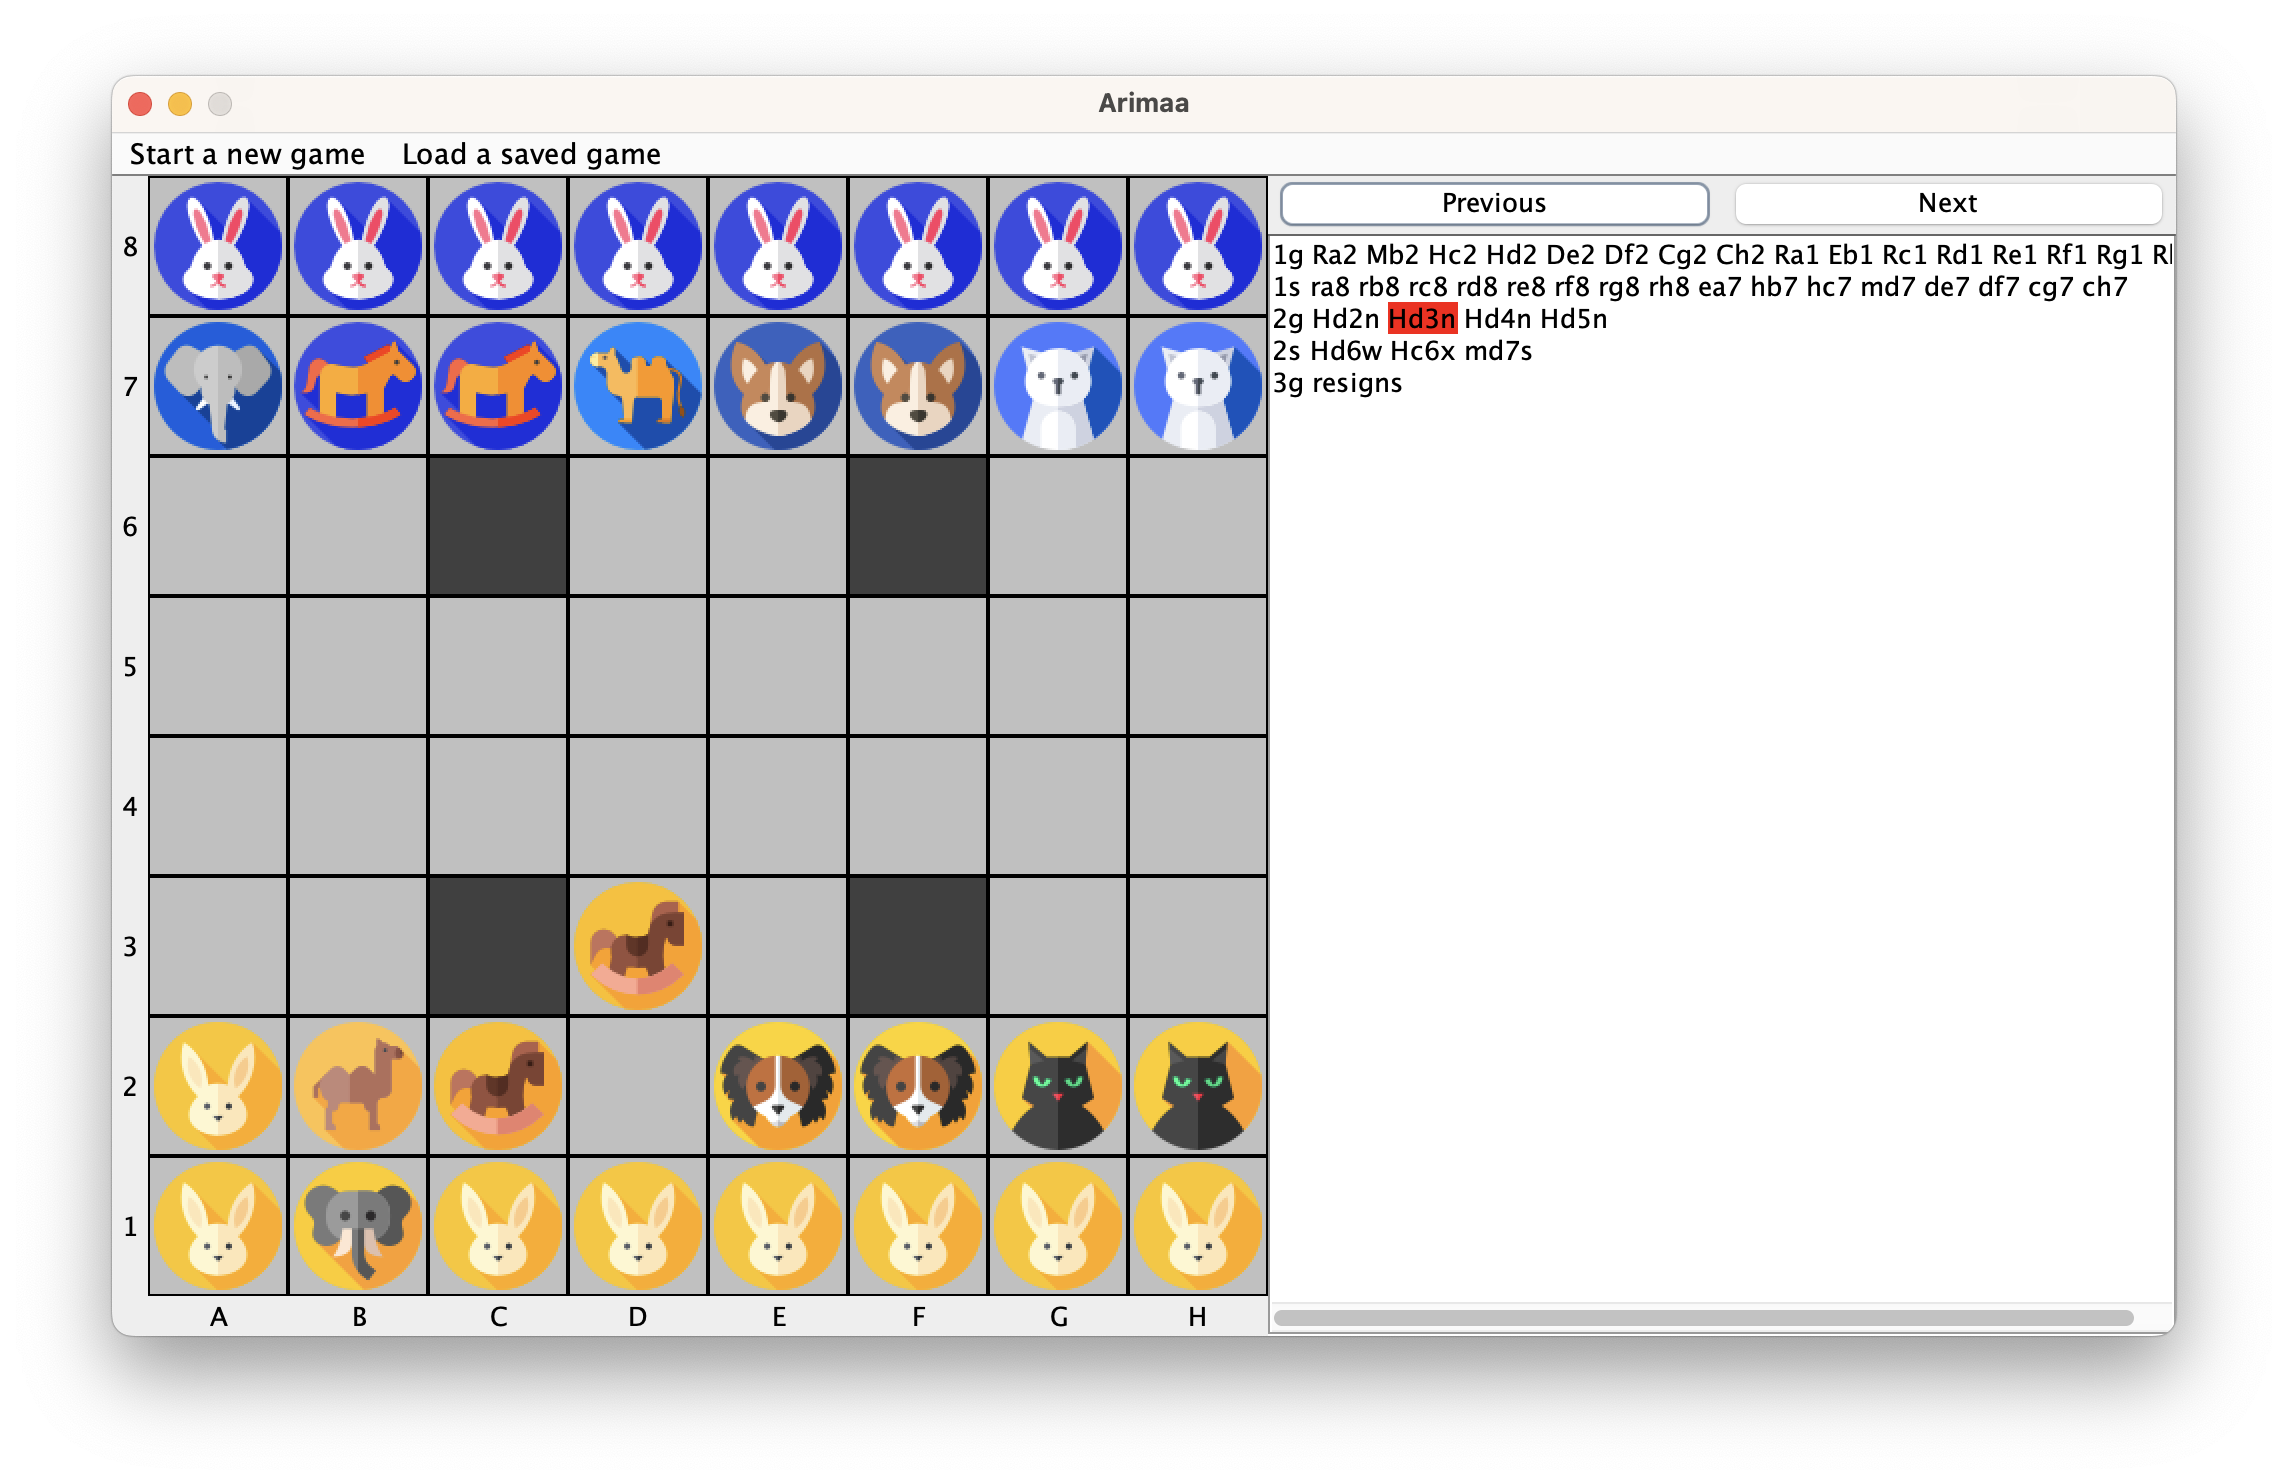 Arimaa
Start a new game Load a saved game
Previous Next
1g Ra2 Mb2 Hc2 Hd2 De2 Df2 Cg2 Ch2 Ra1 Eb1 Rc1 Rd1 Re1 Rf1 Rg1
1s ra8 rb8 rc8 rd8 re8 rf8 rg8 rh8 ea7 hb7 hc7 md7 de7 df7 cg7 ch7
2g Hd2n Hd3n Hd4n Hd5n
2s Hd6w Hc6x md7s
3g resigns
8
7
6
5
4
3
2
1
A B C D E F G H